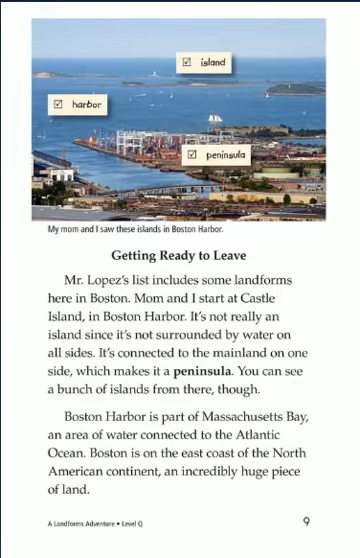 island
harbor
peninsula
My mom and I saw these islands in Boston Harbor.
Getting Ready to Leave
Mr. Lopez's list includes some landforms
here in Boston. Mom and I start at Castle
Island, in Boston Harbor. It's not really an
island since it's not surrounded by water on
all sides. It's connected to the mainland on one
side, which makes it a peninsula. You can see
a bunch of islands from there, though.
Boston Harbor is part of Massachusetts Bay,
an area of water connected to the Atlantic
Ocean. Boston is on the east coast of the North
American continent, an incredibly huge piece
of land.
A Landforms Adventure • Level Q
9